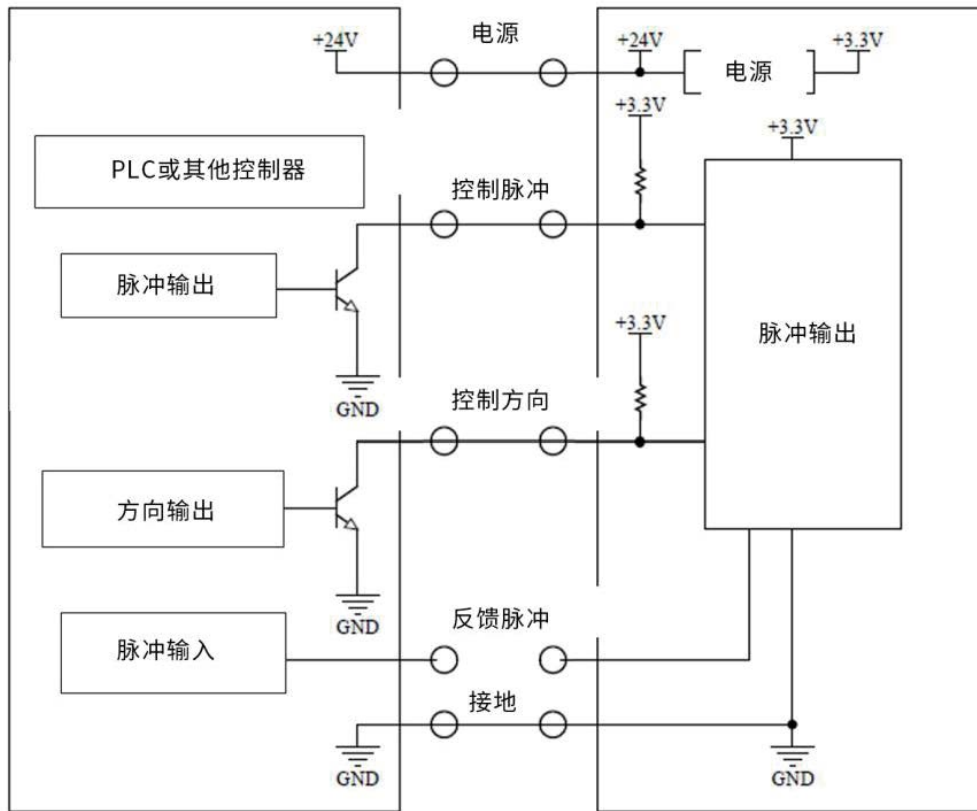 电源
+24V
+24V
电源
+3.3V
+3.3V
+3.3V
PLC或其他控制器
控制脉冲
脉冲输出
脉冲输出
+3.3V
GND
控制方向
方向输出
GND
反馈脉冲
脉冲输入
接地
GND
GND